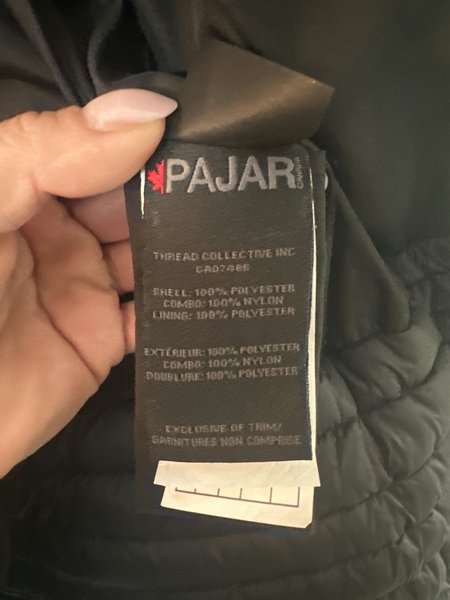 PAJAR
THREAD COLLECTIVE INC
CA07486
SHELL: 100% POLYESTER
COMBO: 100% NYLON
LINING: 100% POLYESTER
EXTÉRIEUR: 100% POLYESTER
COMBO: 100% NYLON
DOUBLURE: 100% POLYESTER
EXCLUSIVE OF TRIM/
GARNITURES NON COMPRISE